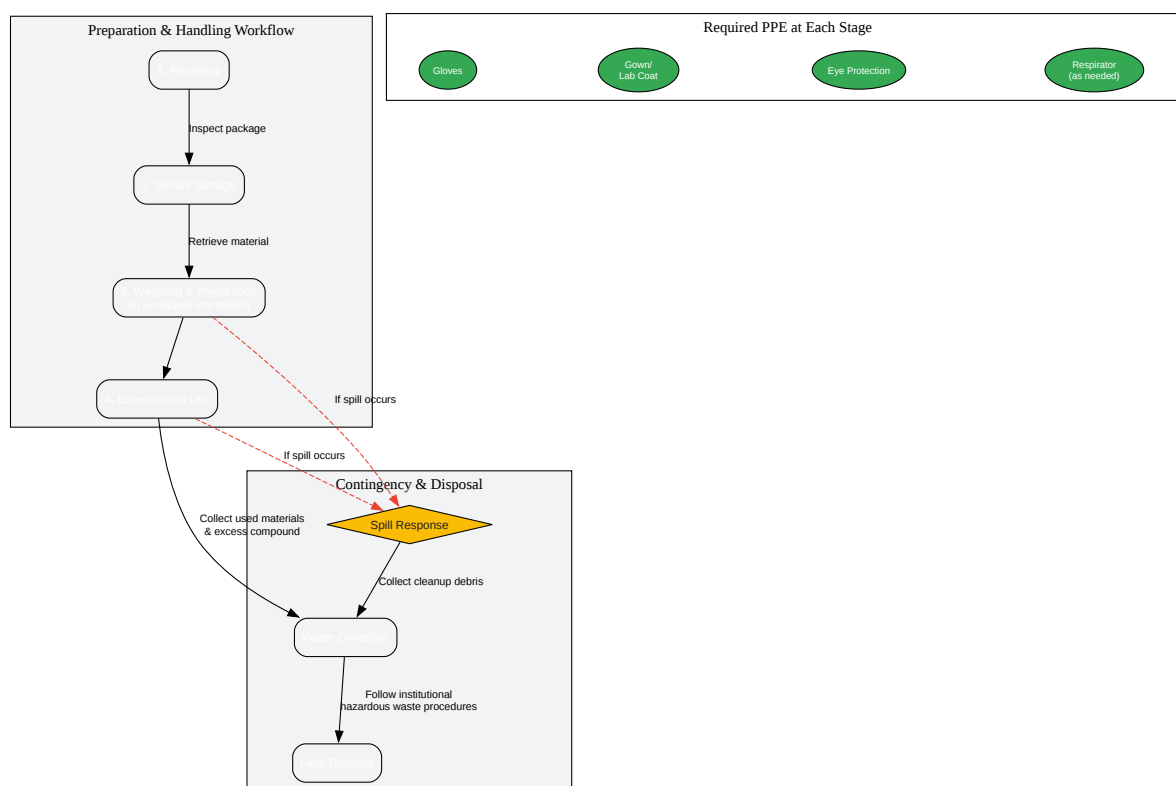 Preparation & Handling Workflow
1. Receiving
Inspect package
2. Secure Storage
Retrieve material
3. Weighing & Preparation
(in ventilated enclosure)
4. Experimental Use
If spill occurs
If spill occurs
Required PPE at Each Stage
Gloves
Gown/
Lab Coat
Eye Protection
Respirator
(as needed)
Contingency & Disposal
Spill Response
Collect used materials
& excess compound
Collect cleanup debris
Waste Collection
Follow institutional
hazardous waste procedures
Final Disposal